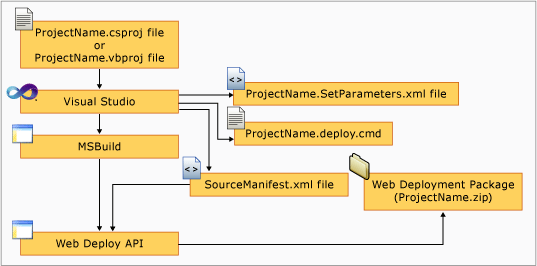 ProjectName.csproj file
or
ProjectName.vbproj file
Visual Studio
ProjectName.SetParameters.xml file
ProjectName.deploy.cmd
MSBuild
SourceManifest.xml file
Web Deployment Package
(ProjectName.zip)
Web Deploy API